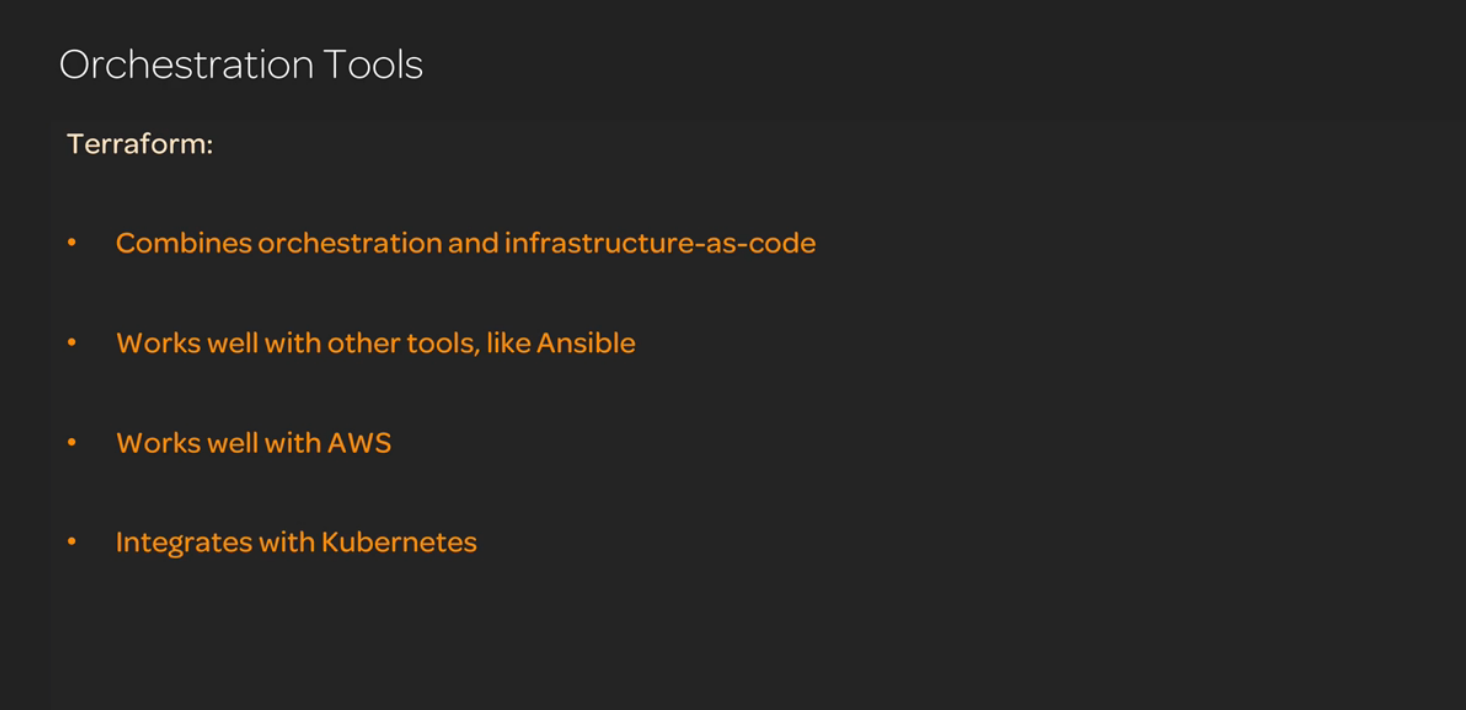 Orchestration Tools
Terraform:
• Combines orchestration and infrastructure-as-code
• Works well with other tools, like Ansible
• Works well with AWS
• Integrates with Kubernetes